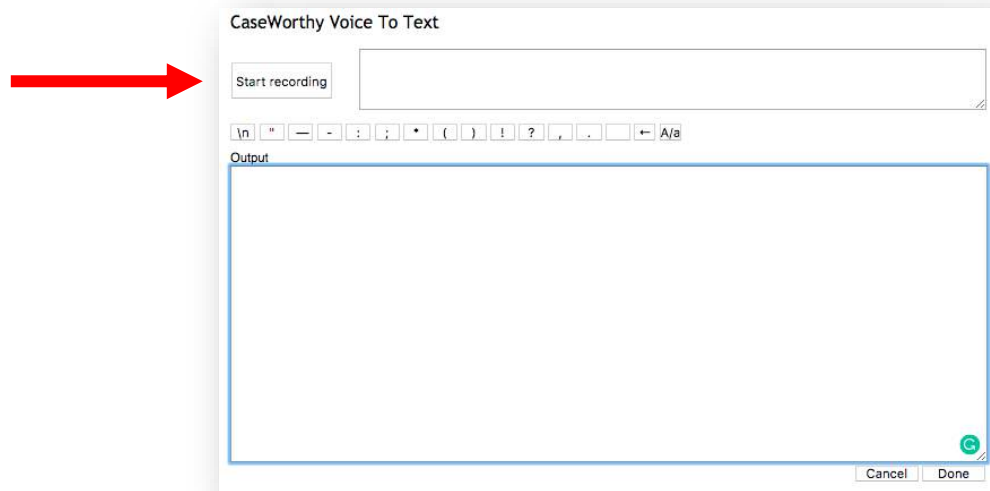 CaseWorthy Voice To Text
Start recording
\n " — - : ; * ( ) ! ? , . ← A/a
Output
G
Cancel Done